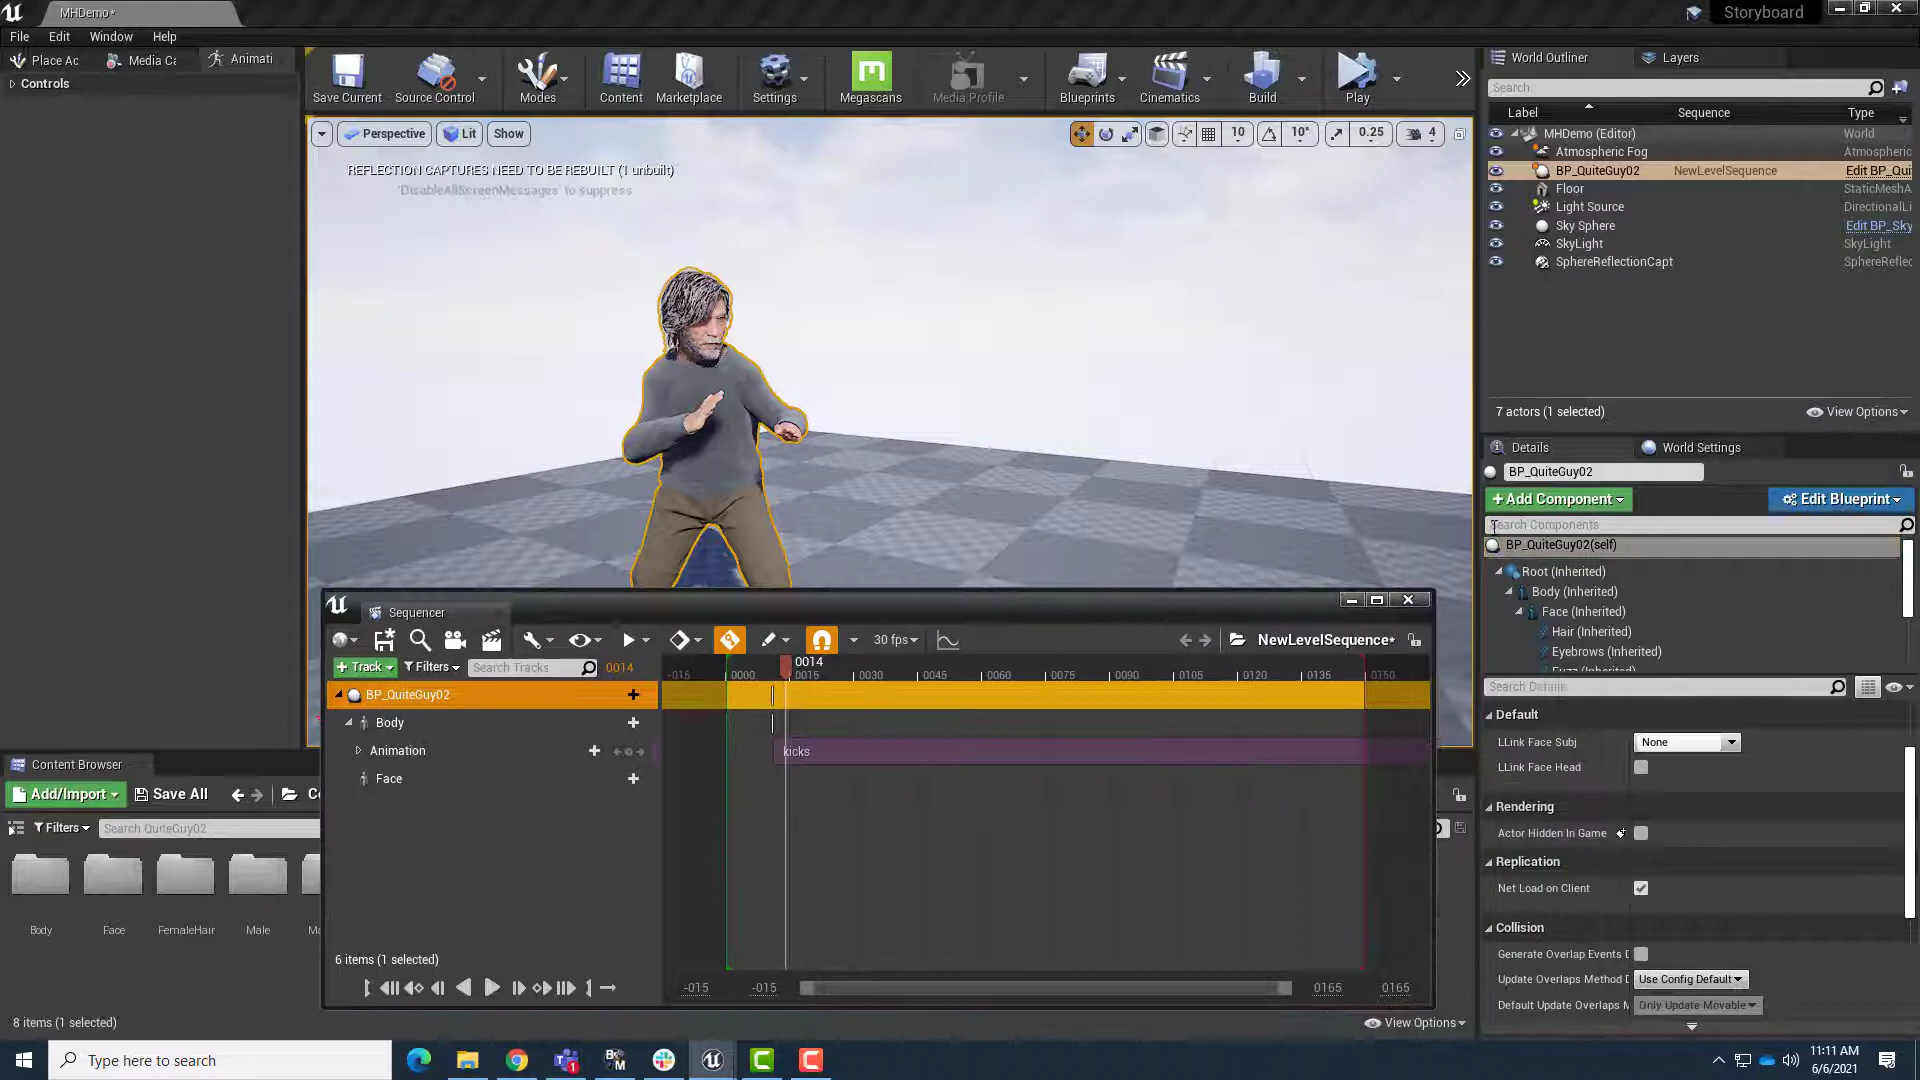 MHDemo*
Storyboard
File Edit Window Help
Place Ac Media Ca Animati
Controls
Save Current Source Control Modes Content Marketplace Settings Megascans Media Profile Blueprints Cinematics Build Play
Perspective Lit Show
10 10° 0.25 4
REFLECTION CAPTURES NEED TO BE REBUILT (1 unbuilt)
'DisableAllScreenMessages' to suppress
World Outliner Layers
Search
Label Sequence Type
MHDemo (Editor) World
Atmospheric Fog Atmospheric
BP_QuiteGuy02 NewLevelSequence Edit BP_Qui
Floor StaticMeshA
Light Source DirectionalLi
Sky Sphere Edit BP_Sky
SkyLight SkyLight
SphereReflectionCapt SphereReflec
7 actors (1 selected) View Options
Details World Settings
BP_QuiteGuy02
+Add Component Edit Blueprint
Search Components
BP_QuiteGuy02(self)
Root (Inherited)
Body (Inherited)
Face (Inherited)
Hair (Inherited)
Eyebrows (Inherited)
Search Details
Default
LLink Face Subj None
LLink Face Head
Rendering
Actor Hidden In Game
Replication
Net Load on Client
Collision
Generate Overlap Events D
Update Overlaps Method D Use Config Default
Default Update Overlaps M Only Update Movable
Sequencer
30 fps NewLevelSequence*
+ Track Filters Search Tracks 0014
0014
-015 0000 0015 0030 0045 0060 0075 0090 0105 0120 0135 0150
BP_QuiteGuy02
Body
Animation kicks
Face
6 items (1 selected)
-015 -015 0165 0165
Content Browser
Add/Import Save All Co
Filters Search QuiteGuy02
Body Face FemaleHair Male Ma
8 items (1 selected) View Options
Type here to search
11:11 AM
6/6/2021